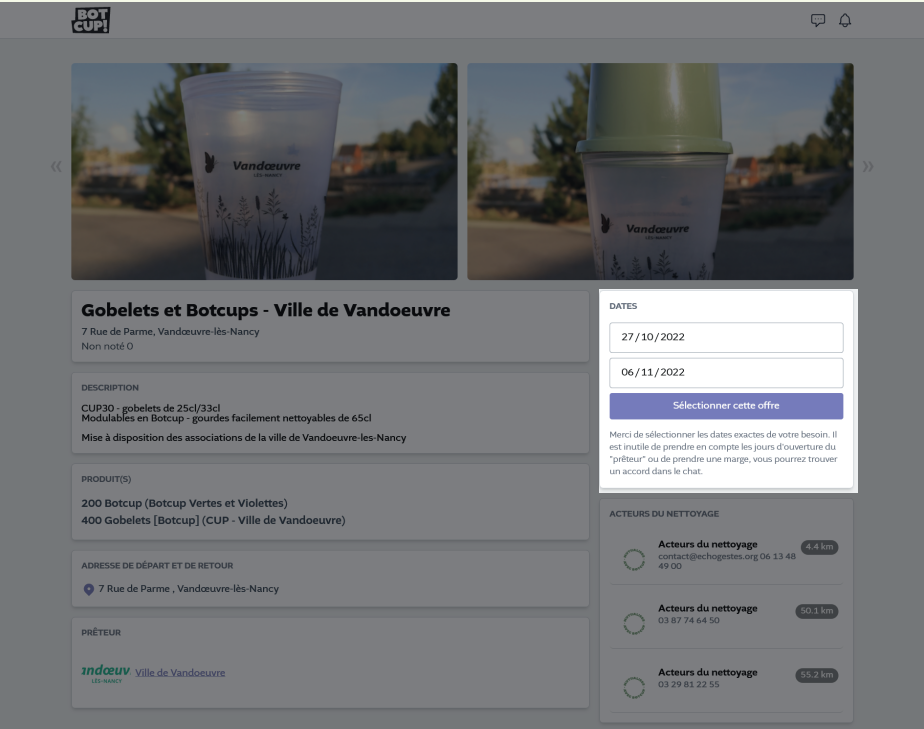 BOT
CUP!
Vandœuvre
LÈS-NANCY
Vandœuvre
Gobelets et Botcups - Ville de Vandoeuvre
7 Rue de Parme, Vandœuvre-lès-Nancy
Non noté 0
DESCRIPTION
CUP30 - gobelets de 25cl/33cl
Modulables en Botcup - gourdes facilement nettoyables de 65cl
Mise à disposition des associations de la ville de Vandoeuvre-les-Nancy
PRODUIT(S)
200 Botcup (Botcup Vertes et Violettes)
400 Gobelets [Botcup] (CUP - Ville de Vandoeuvre)
ADRESSE DE DÉPART ET DE RETOUR
7 Rue de Parme , Vandœuvre-lès-Nancy
PRÊTEUR
LÈS-NANCY
Ville de Vandoeuvre
DATES
27/10/2022
06/11/2022
Sélectionner cette offre
Merci de sélectionner les dates exactes de votre besoin. Il
est inutile de prendre en compte les jours d'ouverture du
"prêteur" ou de prendre une marge, vous pourrez trouver
un accord dans le chat.
ACTEURS DU NETTOYAGE
Acteurs du nettoyage
contact@echogestes.org 06 13 48
49 00
4.4 km
Acteurs du nettoyage
03 87 74 64 50
50.1 km
Acteurs du nettoyage
03 29 81 22 55
55.2 km